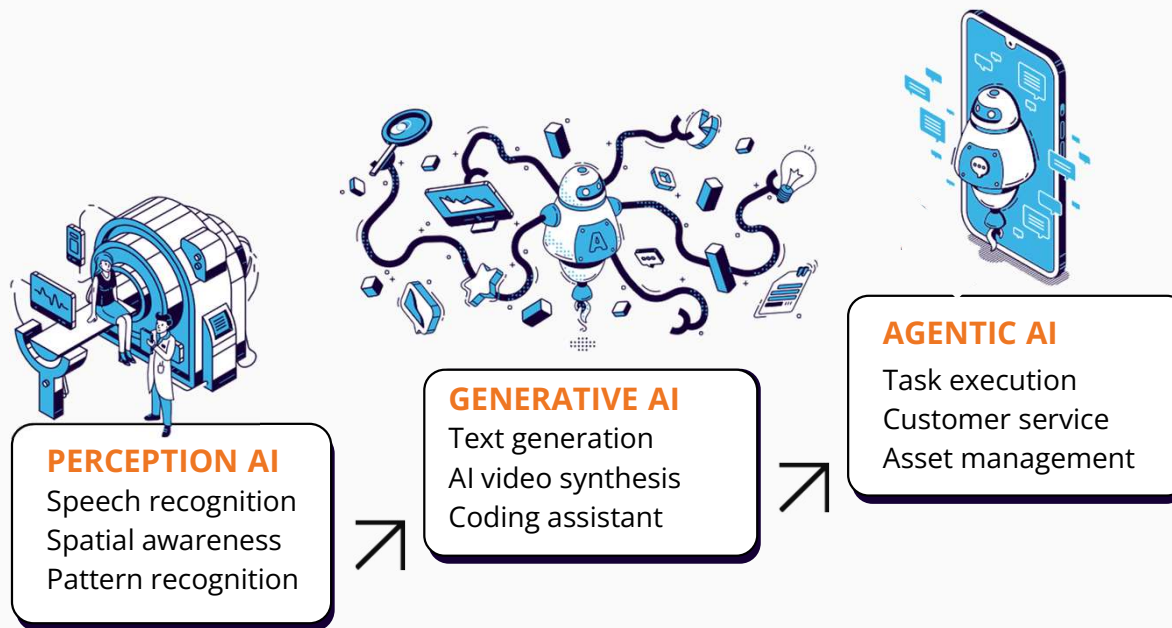 PERCEPTION AI
Speech recognition
Spatial awareness
Pattern recognition
GENERATIVE AI
Text generation
AI video synthesis
Coding assistant
A
AGENTIC AI
Task execution
Customer service
Asset management